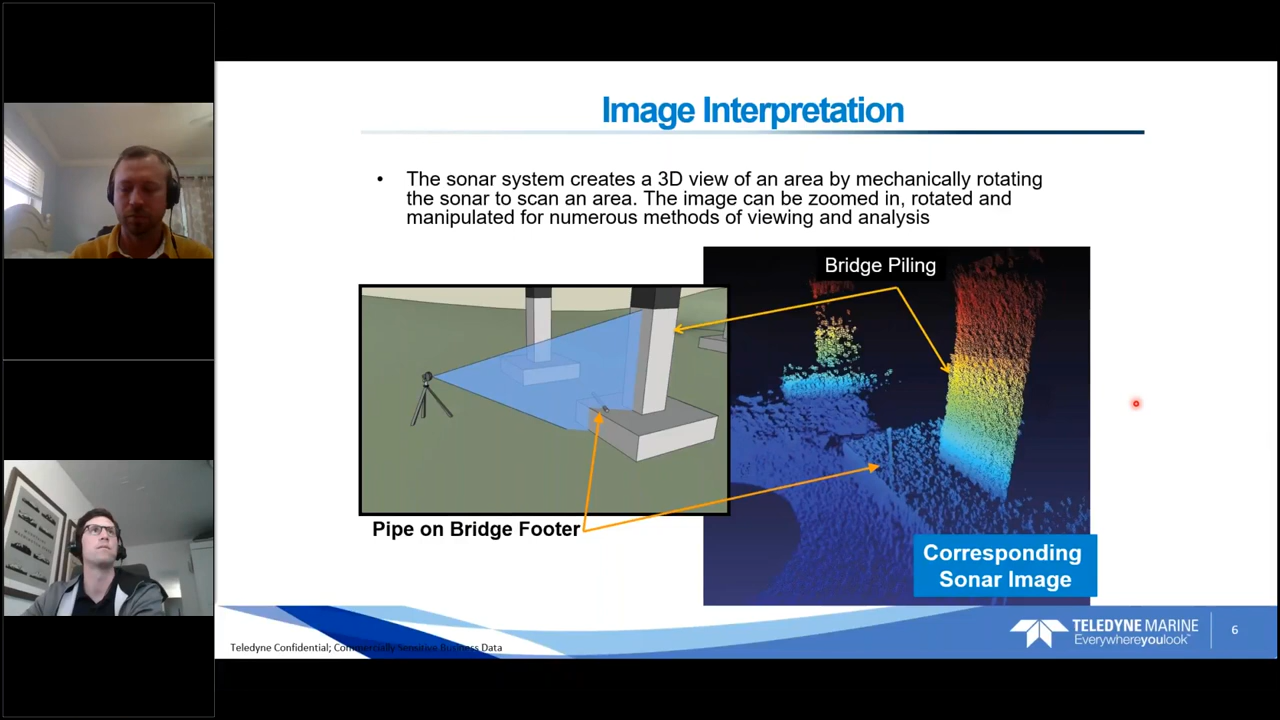 Image Interpretation
• The sonar system creates a 3D view of an area by mechanically rotating
the sonar to scan an area. The image can be zoomed in, rotated and
manipulated for numerous methods of viewing and analysis
Bridge Piling
Pipe on Bridge Footer
Corresponding
Sonar Image
TELEDYNE MARINE
Everywhereyoulook™
6
Teledyne Confidential; Commercially Sensitive Business Data